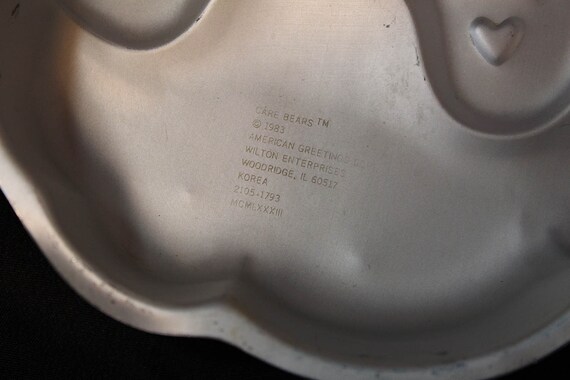 CARE BEARS TM
© 1983
AMERICAN GREETINGS
WILTON ENTERPRISES
WOODRIDGE, IL 60517
KOREA
2105-1793
MCMLXXXIII